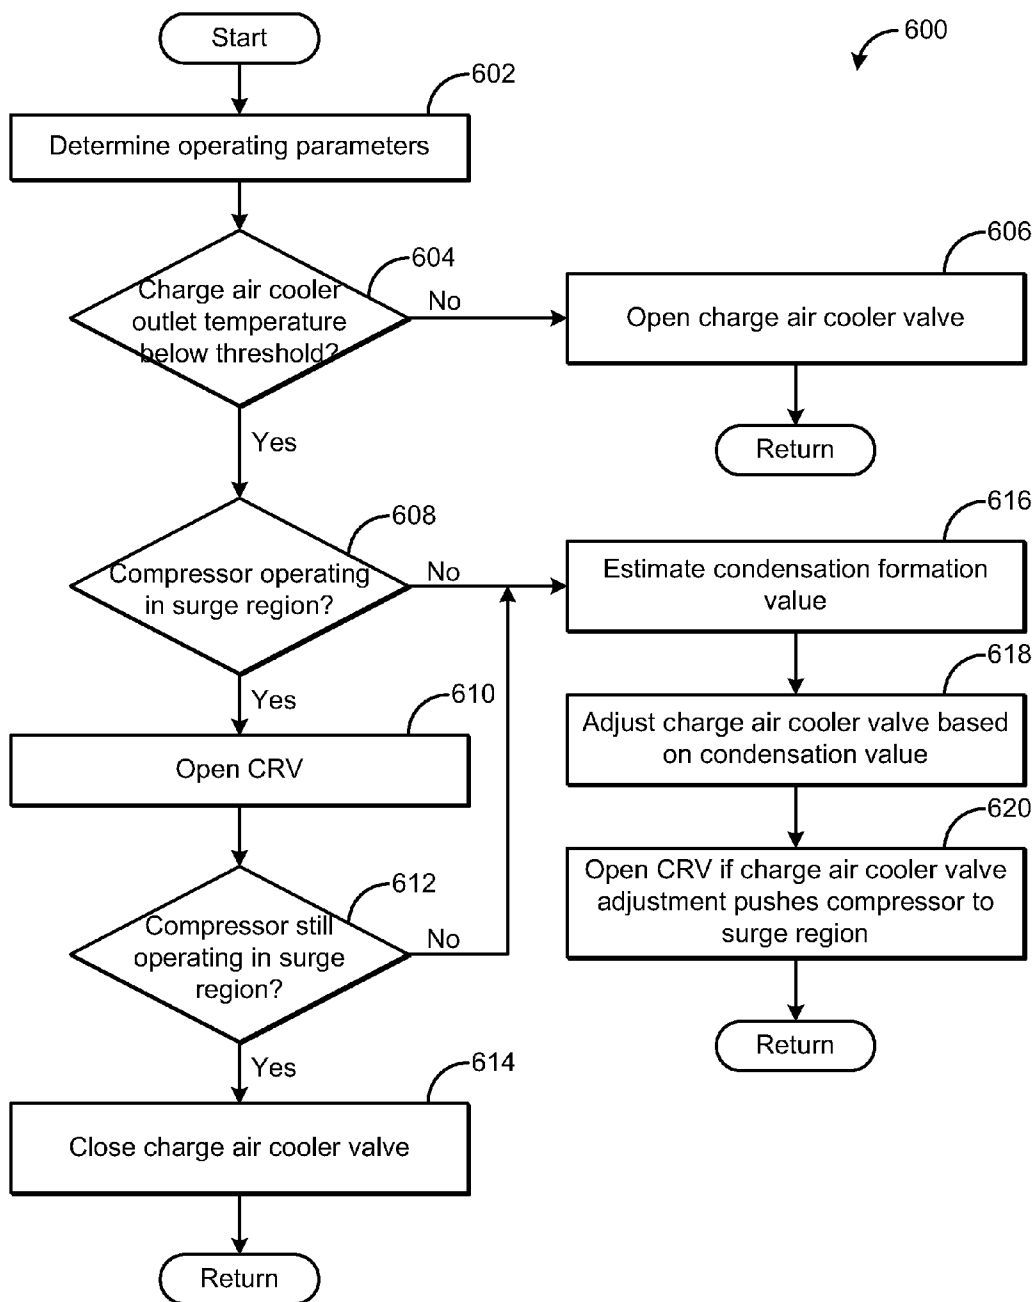 Start
600
602
Determine operating parameters
604
Charge air cooler
outlet temperature
below threshold?
No
606
Open charge air cooler valve
Return
Yes
608
Compressor operating
in surge region?
No
616
Estimate condensation formation
value
Yes
610
Open CRV
618
Adjust charge air cooler valve based
on condensation value
612
Compressor still
operating in surge
region?
No
620
Open CRV if charge air cooler valve
adjustment pushes compressor to
surge region
Return
Yes
614
Close charge air cooler valve
Return